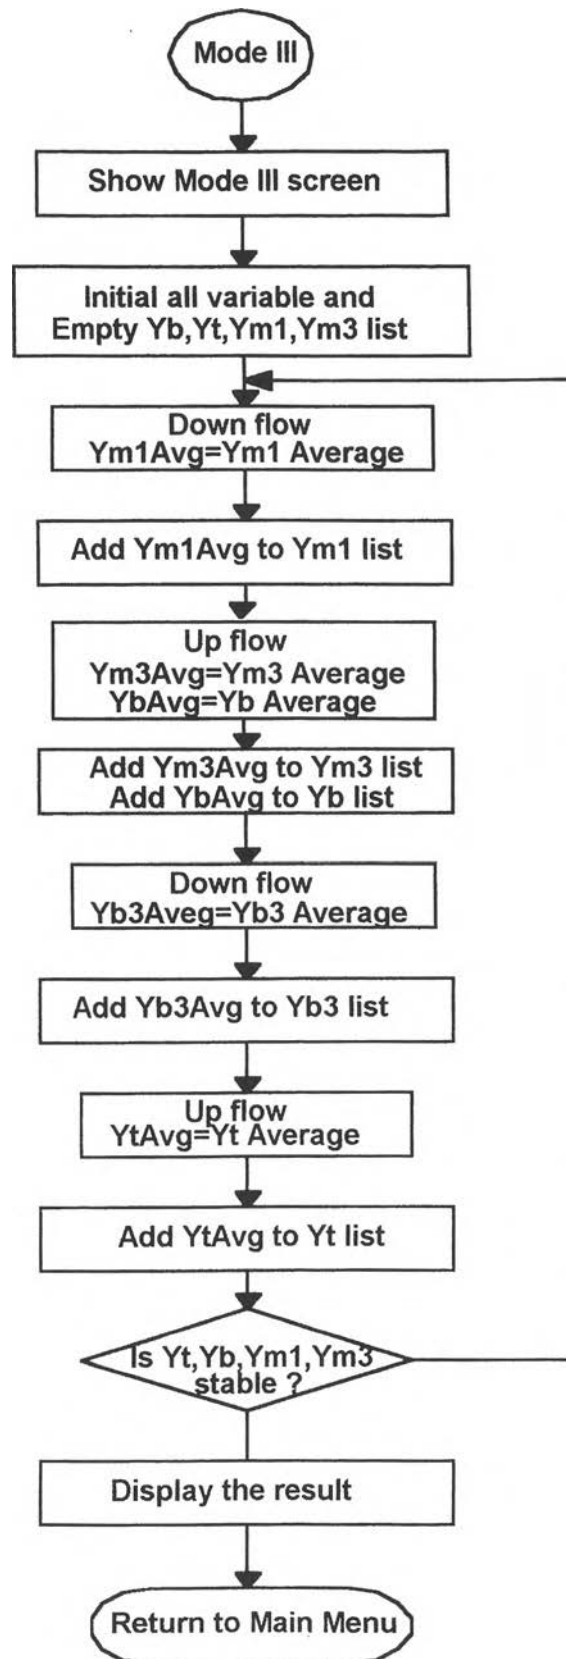 Mode III
Show Mode III screen
Initial all variable and
Empty Yb,Yt,Ym1,Ym3 list
Down flow
Ym1Avg=Ym1 Average
Add Ym1Avg to Ym1 list
Up flow
Ym3Avg=Ym3 Average
YbAvg=Yb Average
Add Ym3Avg to Ym3 list
Add YbAvg to Yb list
Down flow
Yb3Aveg=Yb3 Average
Add Yb3Avg to Yb3 list
Up flow
YtAvg=Yt Average
Add YtAvg to Yt list
Is Yt,Yb,Ym1,Ym3
stable ?
Display the result
Return to Main Menu